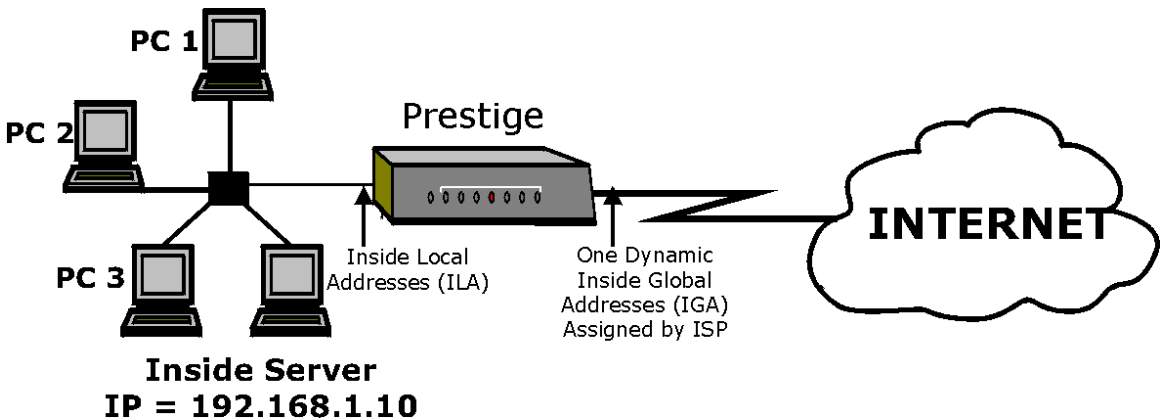 PC 1
PC 2
Prestige
INTERNET
PC 3
Inside Local
Addresses (ILA)
One Dynamic
Inside Global
Addresses (IGA)
Assigned by ISP
Inside Server
IP = 192.168.1.10